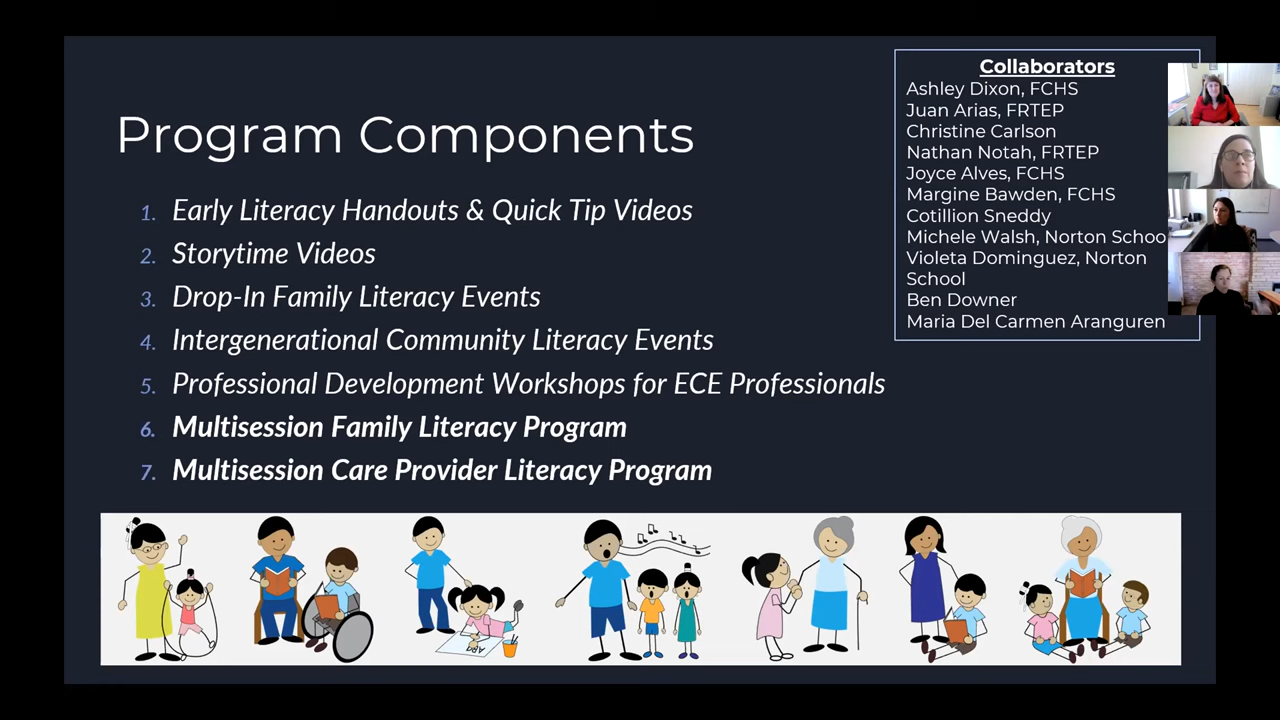 Program Components
1. Early Literacy Handouts & Quick Tip Videos
2. Storytime Videos
3. Drop-In Family Literacy Events
4. Intergenerational Community Literacy Events
5. Professional Development Workshops for ECE Professionals
6. Multisession Family Literacy Program
7. Multisession Care Provider Literacy Program
Collaborators
Ashley Dixon, FCHS
Juan Arias, FRTEP
Christine Carlson
Nathan Notah, FRTEP
Joyce Alves, FCHS
Margine Bawden, FCHS
Cotillion Sneddy
Michele Walsh, Norton Schoo
Violeta Dominguez, Norton
School
Ben Downer
Maria Del Carmen Aranguren